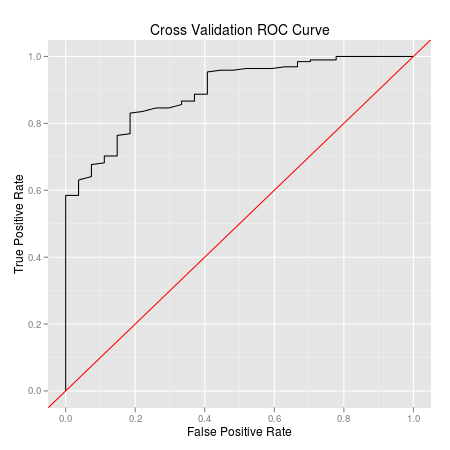 Cross Validation ROC Curve
True Positive Rate
1.0
0.8
0.6
0.4
0.2
0.0
0.0 0.2 0.4 0.6 0.8 1.0
False Positive Rate